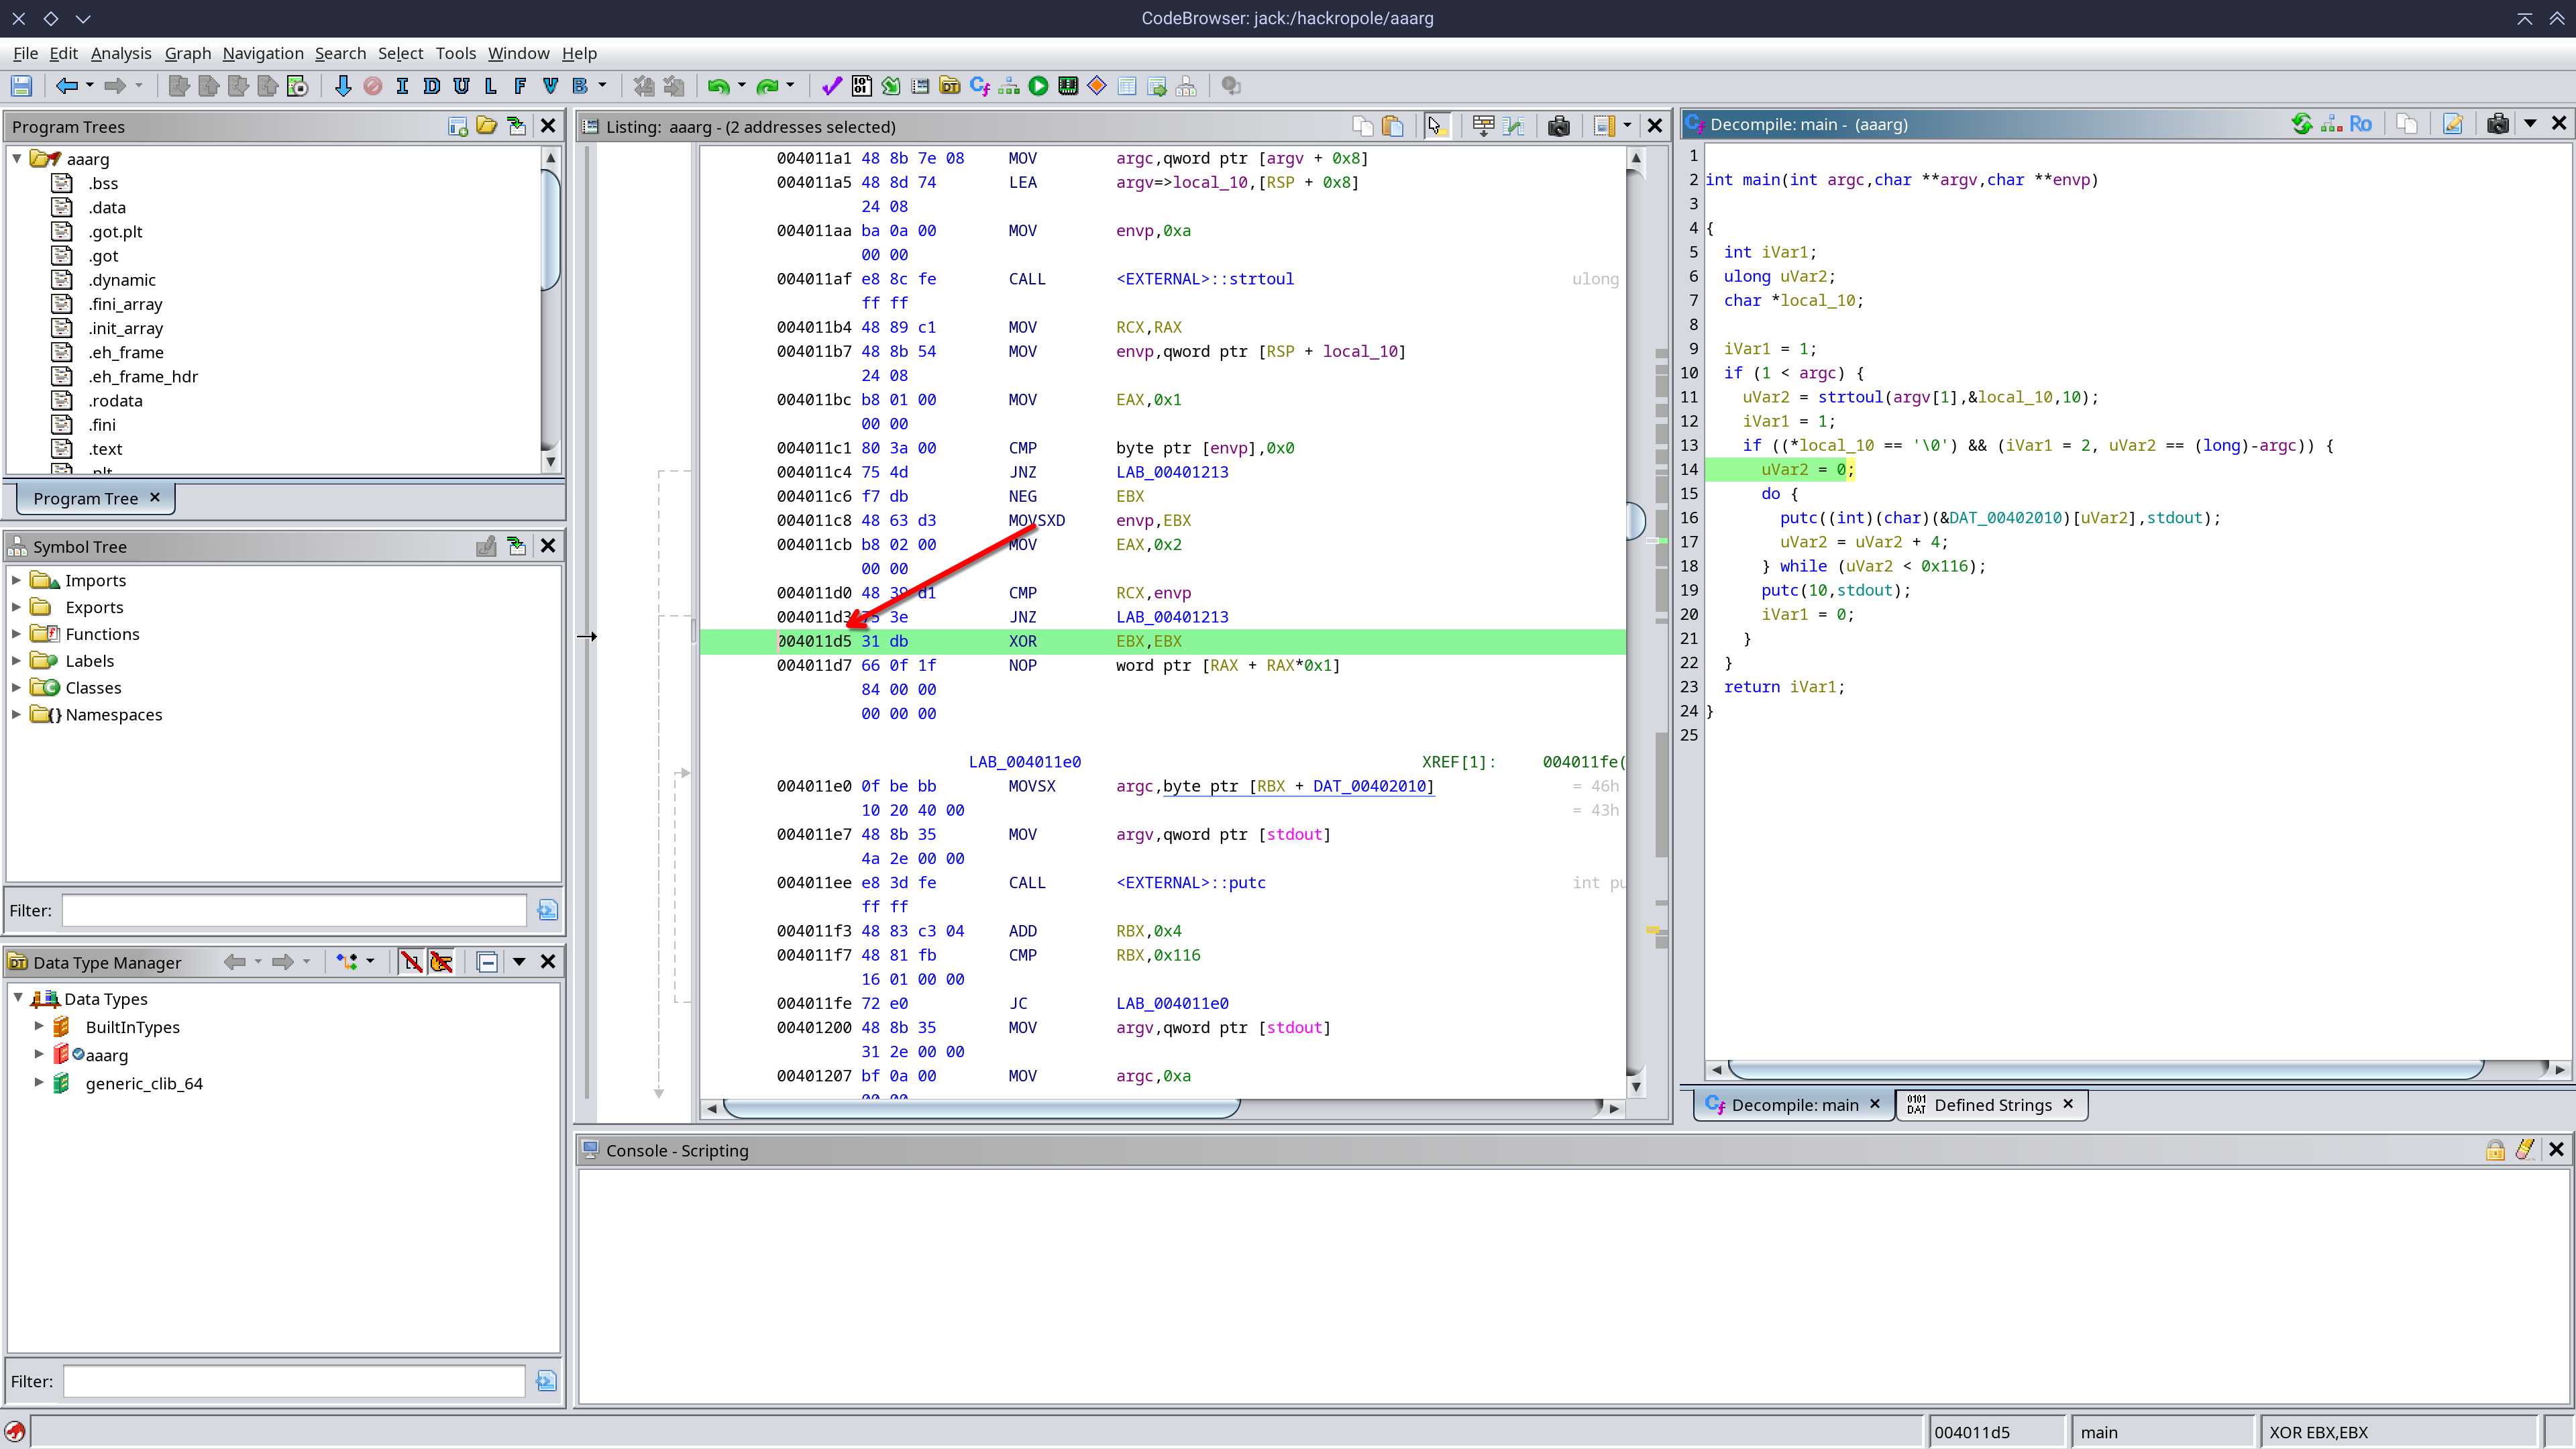 CodeBrowser: jack:/hackropole/aaarg
File Edit Analysis Graph Navigation Search Select Tools Window Help
I D U L F V B
Program Trees
aaarg
.bss
.data
.got.plt
.got
.dynamic
.fini_array
.init_array
.eh_frame
.eh_frame_hdr
.rodata
.fini
.text
.plt
Program Tree
Symbol Tree
Imports
Exports
Functions
Labels
Classes
Namespaces
Filter:
Data Type Manager
Data Types
BuiltInTypes
aaarg
generic_clib_64
Filter:
Listing: aaarg - (2 addresses selected)
004011a1 48 8b 7e 08 MOV argc,qword ptr [argv + 0x8]
004011a5 48 8d 74 LEA argv=>local_10,[RSP + 0x8]
24 08
004011aa ba 0a 00 MOV envp,0xa
00 00
004011af e8 8c fe CALL <EXTERNAL>::strtoul ulong
ff ff
004011b4 48 89 c1 MOV RCX,RAX
004011b7 48 8b 54 MOV envp,qword ptr [RSP + local_10]
24 08
004011bc b8 01 00 MOV EAX,0x1
00 00
004011c1 80 3a 00 CMP byte ptr [envp],0x0
004011c4 75 4d JNZ LAB_00401213
004011c6 f7 db NEG EBX
004011c8 48 63 d3 MOVSXD envp,EBX
004011cb b8 02 00 MOV EAX,0x2
00 00
004011d0 48 39 d1 CMP RCX,envp
004011d3 75 3e JNZ LAB_00401213
004011d5 31 db XOR EBX,EBX
004011d7 66 0f 1f NOP word ptr [RAX + RAX*0x1]
84 00 00
00 00 00
LAB_004011e0 XREF[1]: 004011fe(
004011e0 0f be bb MOVSX argc,byte ptr [RBX + DAT_00402010] = 46h
10 20 40 00 = 43h
004011e7 48 8b 35 MOV argv,qword ptr [stdout]
4a 2e 00 00
004011ee e8 3d fe CALL <EXTERNAL>::putc int pu
ff ff
004011f3 48 83 c3 04 ADD RBX,0x4
004011f7 48 81 fb CMP RBX,0x116
16 01 00 00
004011fe 72 e0 JC LAB_004011e0
00401200 48 8b 35 MOV argv,qword ptr [stdout]
31 2e 00 00
00401207 bf 0a 00 MOV argc,0xa
00 00
Decompile: main - (aaarg)
Ro
1
2 int main(int argc,char **argv,char **envp)
3
4 {
5 int iVar1;
6 ulong uVar2;
7 char *local_10;
8
9 iVar1 = 1;
10 if (1 < argc) {
11 uVar2 = strtoul(argv[1],&local_10,10);
12 iVar1 = 1;
13 if ((*local_10 == '\0') && (iVar1 = 2, uVar2 == (long)-argc)) {
14 uVar2 = 0;
15 do {
16 putc((int)(char)(&DAT_00402010)[uVar2],stdout);
17 uVar2 = uVar2 + 4;
18 } while (uVar2 < 0x116);
19 putc(10,stdout);
20 iVar1 = 0;
21 }
22 }
23 return iVar1;
24 }
25
Decompile: main
Defined Strings
Console - Scripting
004011d5 main XOR EBX,EBX